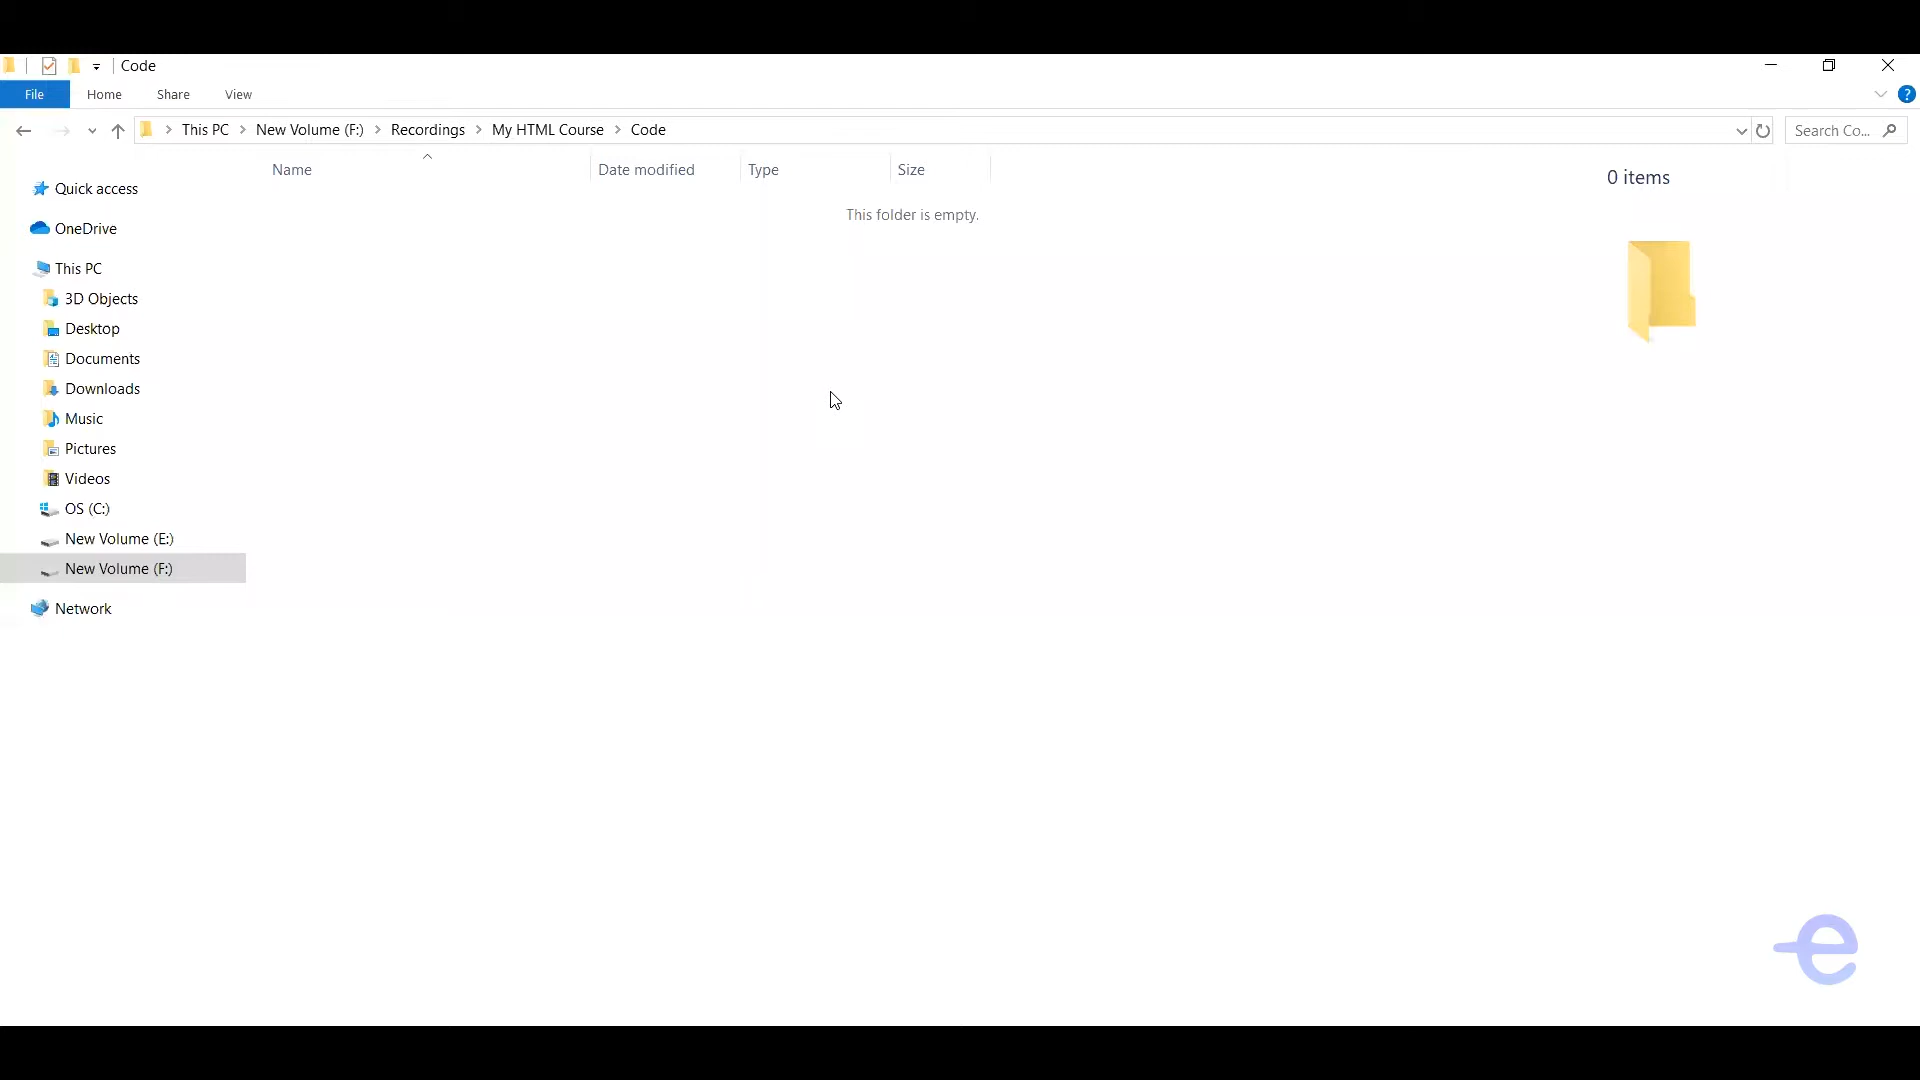 Code
File Home Share View
This PC New Volume (F:) Recordings My HTML Course Code
Search Co...
Name Date modified Type Size
0 items
This folder is empty.
Quick access
OneDrive
This PC
3D Objects
Desktop
Documents
Downloads
Music
Pictures
Videos
OS (C:)
New Volume (E:)
New Volume (F:)
Network
e